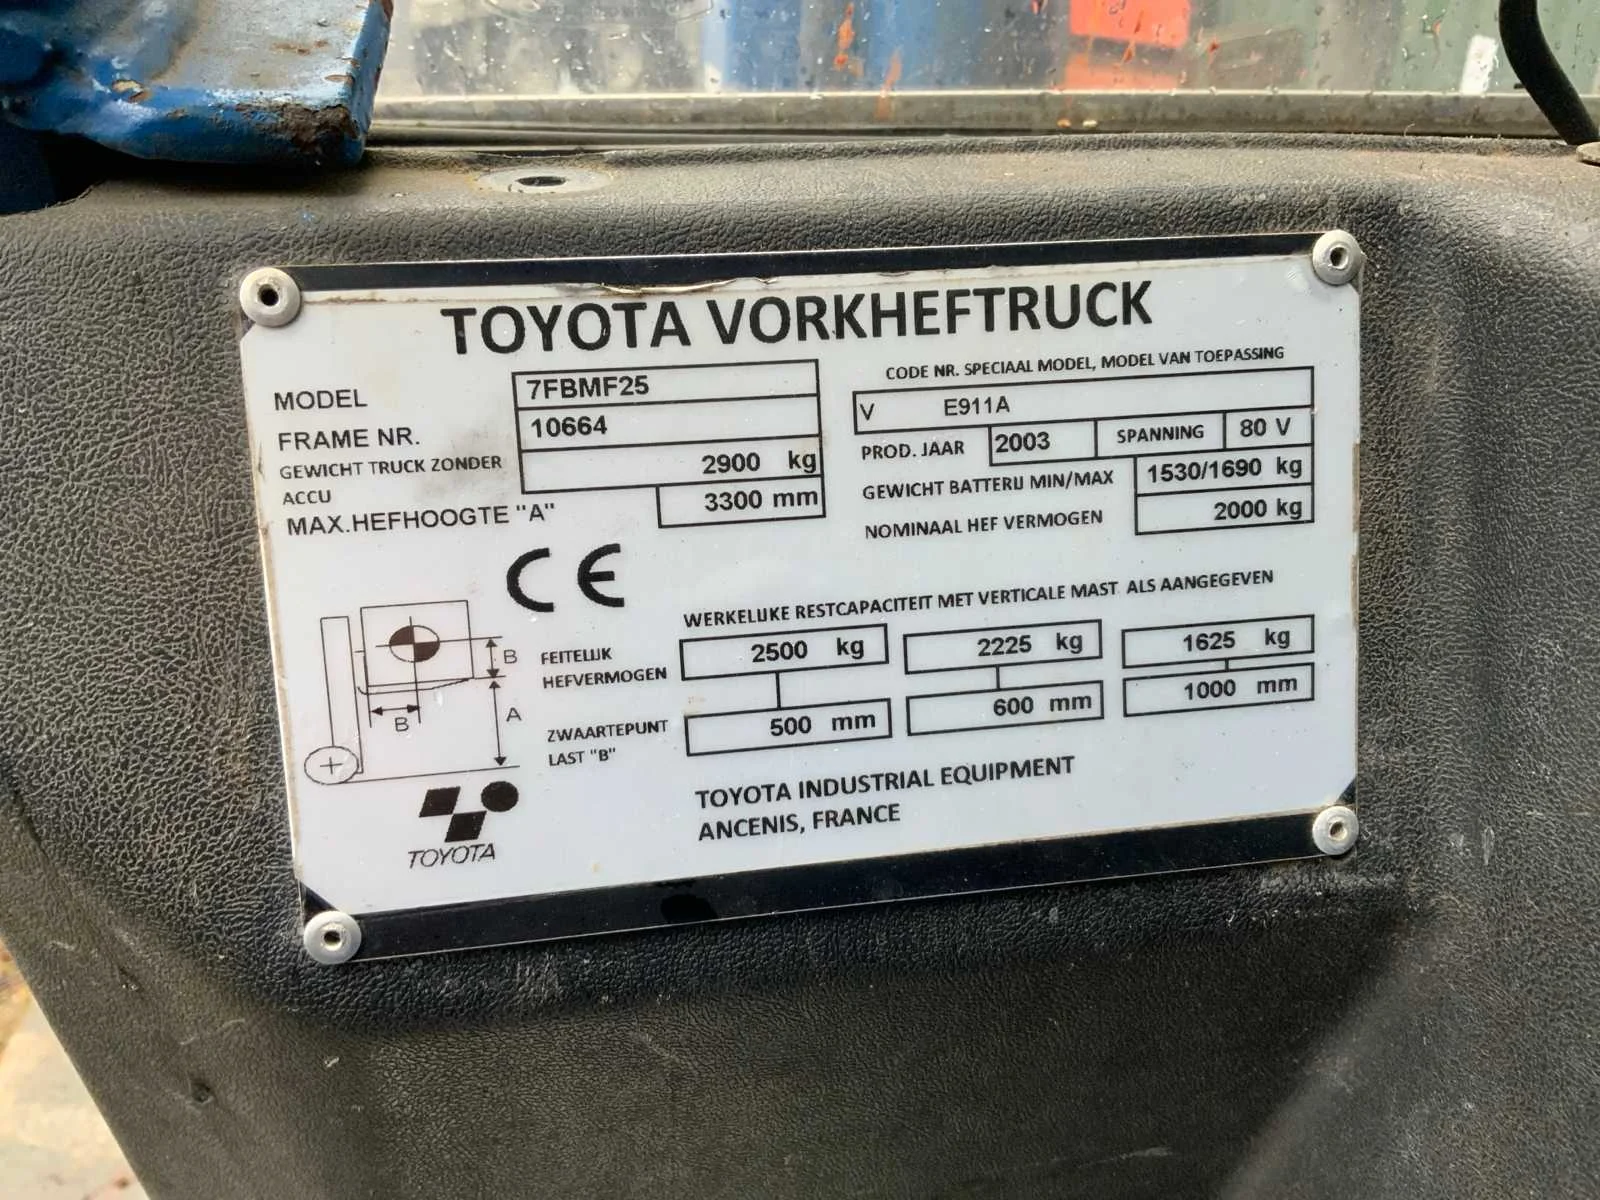 TOYOTA VORKHEFTRUCK
MODEL 7FBMF25
FRAME NR. 10664
GEWICHT TRUCK ZONDER
ACCU 2900 kg
MAX.HEFHOOGTE "A" 3300 mm
CODE NR. SPECIAAL MODEL, MODEL VAN TOEPASSING
V E911A
PROD. JAAR 2003 SPANNING 80 V
GEWICHT BATTERIJ MIN/MAX 1530/1690 kg
NOMINAAL HEF VERMOGEN 2000 kg
CE
WERKELIJKE RESTCAPACITEIT MET VERTICALE MAST ALS AANGEGEVEN
FEITELIJK
HEFVERMOGEN 2500 kg 2225 kg 1625 kg
ZWAARTEPUNT
LAST "B" 500 mm 600 mm 1000 mm
B
A
B
TOYOTA
TOYOTA INDUSTRIAL EQUIPMENT
ANCENIS, FRANCE